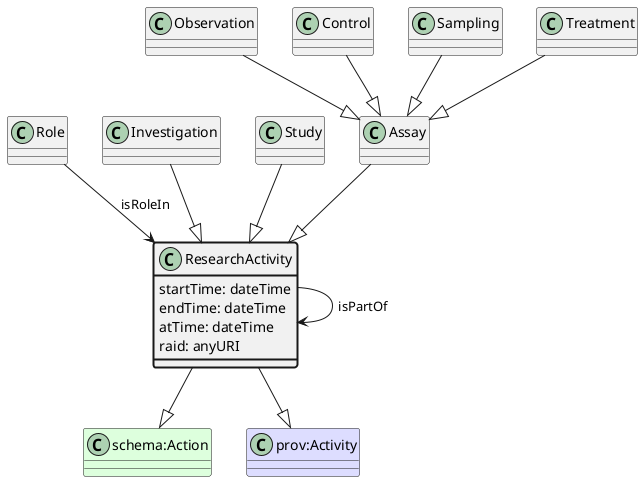 C Observation
C Control
C Sampling
C Treatment
C Role
C Investigation
C Study
C Assay
isRoleIn
C ResearchActivity
startTime: dateTime
endTime: dateTime
atTime: dateTime
raid: anyURI
isPartOf
C schema:Action
C prov:Activity